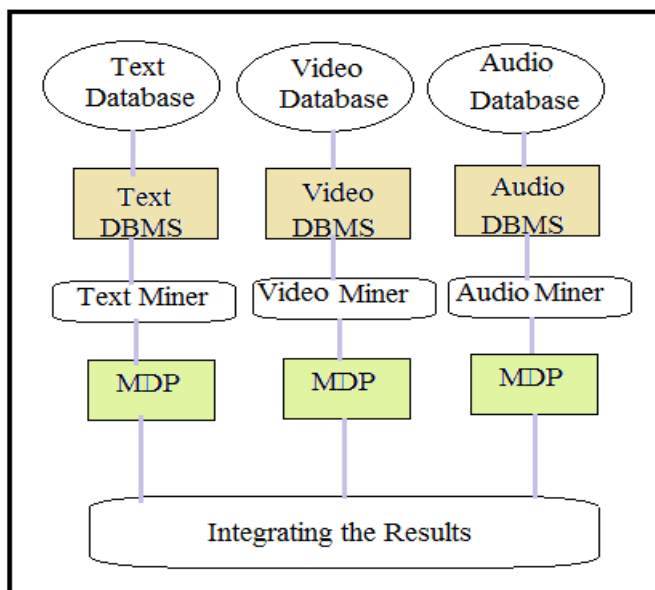 Text
Database
Video
Database
Audio
Database
Text
DBMS
Video
DBMS
Audio
DBMS
Text Miner
Video Miner
Audio Miner
MDP
MDP
MDP
Integrating the Results